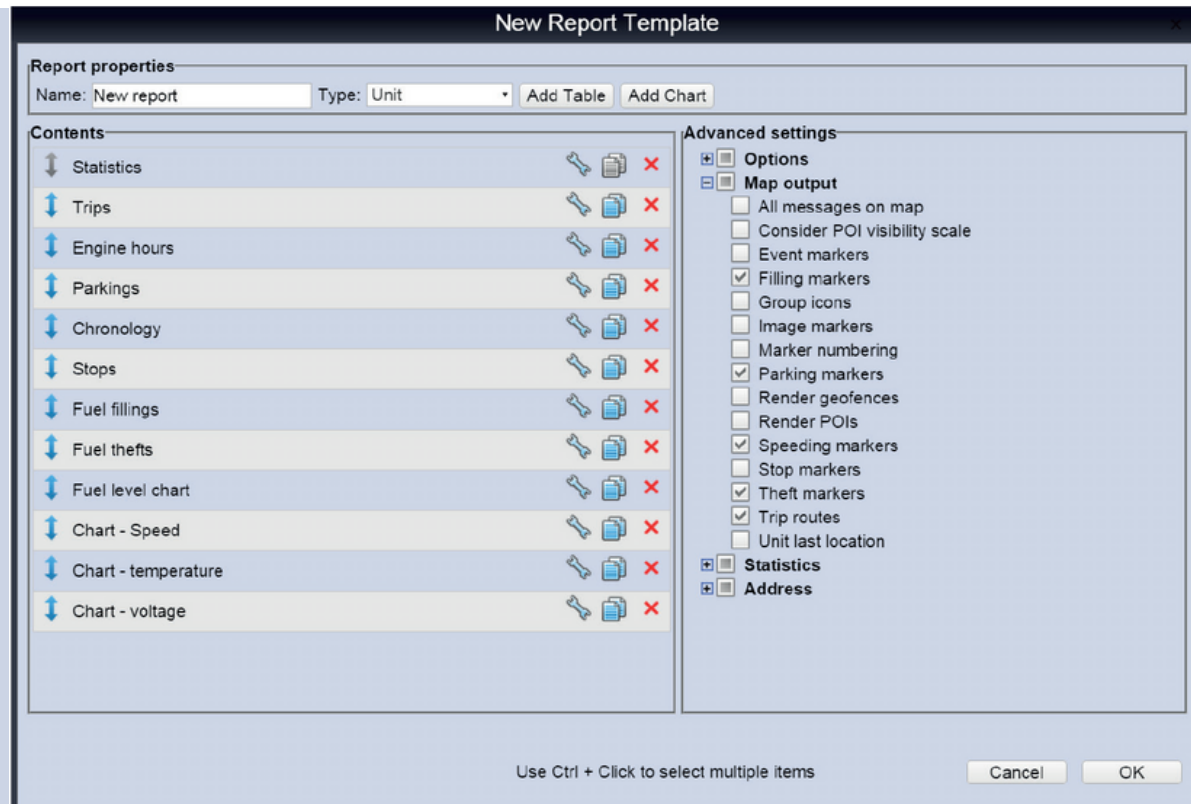 New Report Template
Report properties
Name: New report Type: Unit Add Table Add Chart
Contents
Statistics
Trips
Engine hours
Parkings
Chronology
Stops
Fuel fillings
Fuel thefts
Fuel level chart
Chart - Speed
Chart - temperature
Chart - voltage
Advanced settings
Options
Map output
All messages on map
Consider POI visibility scale
Event markers
Filling markers
Group icons
Image markers
Marker numbering
Parking markers
Render geofences
Render POIs
Speeding markers
Stop markers
Theft markers
Trip routes
Unit last location
Statistics
Address
Use Ctrl + Click to select multiple items
Cancel OK